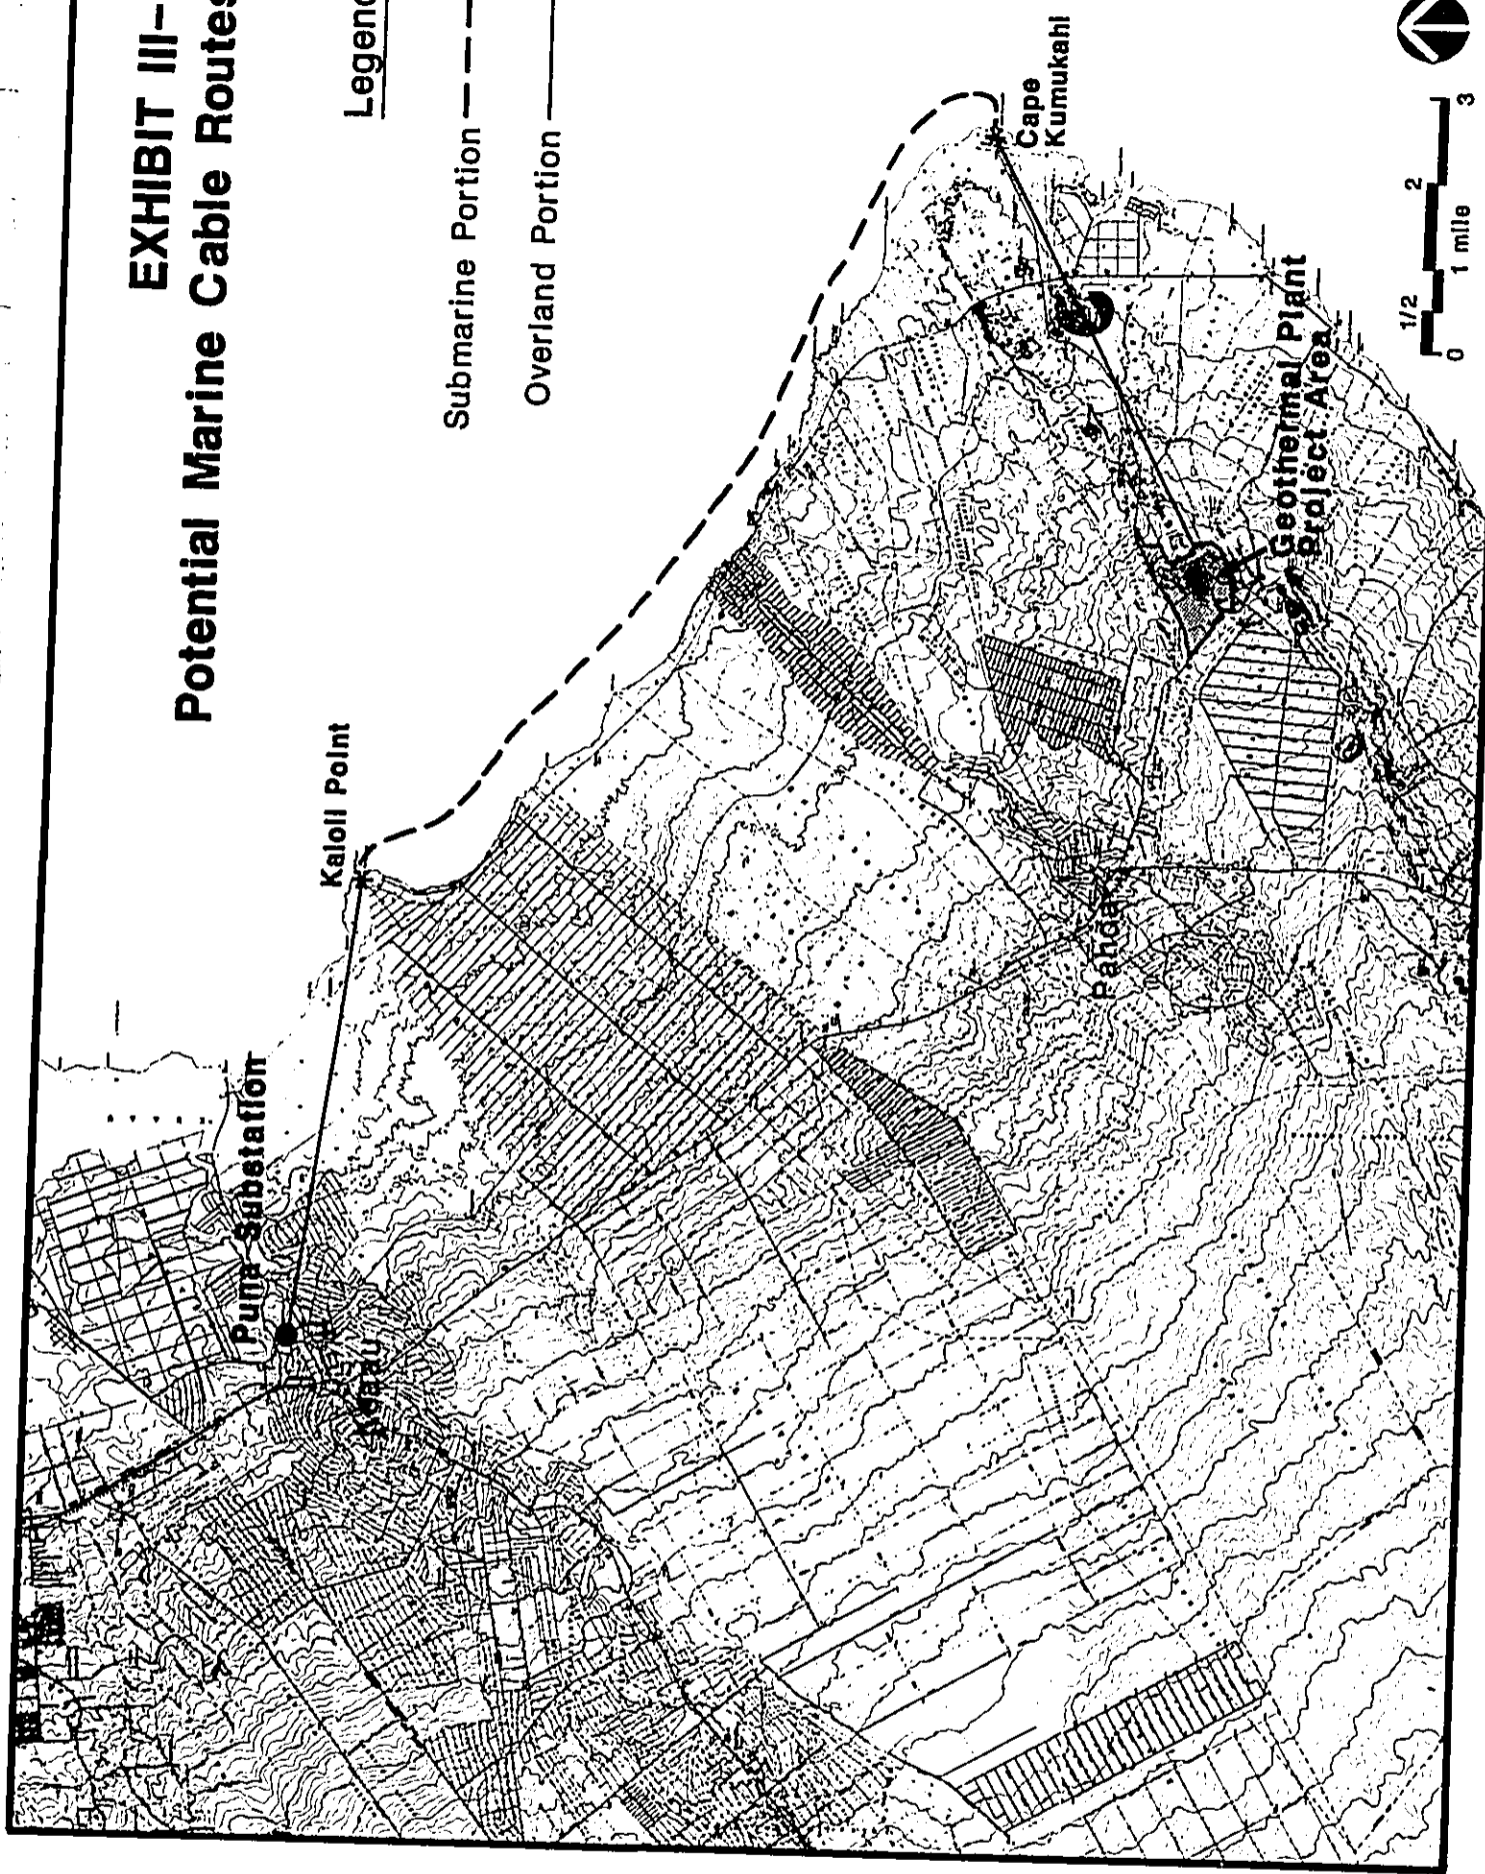 EXHIBIT III-
Potential Marine Cable Routes
Legend
Submarine Portion
Overland Portion
Kaloli Point
Puna Substation
Keaau
Cape
Kumukahi
Pahoa
Geothermal Plant
Project Area
0 1/2 1 mile 2 3